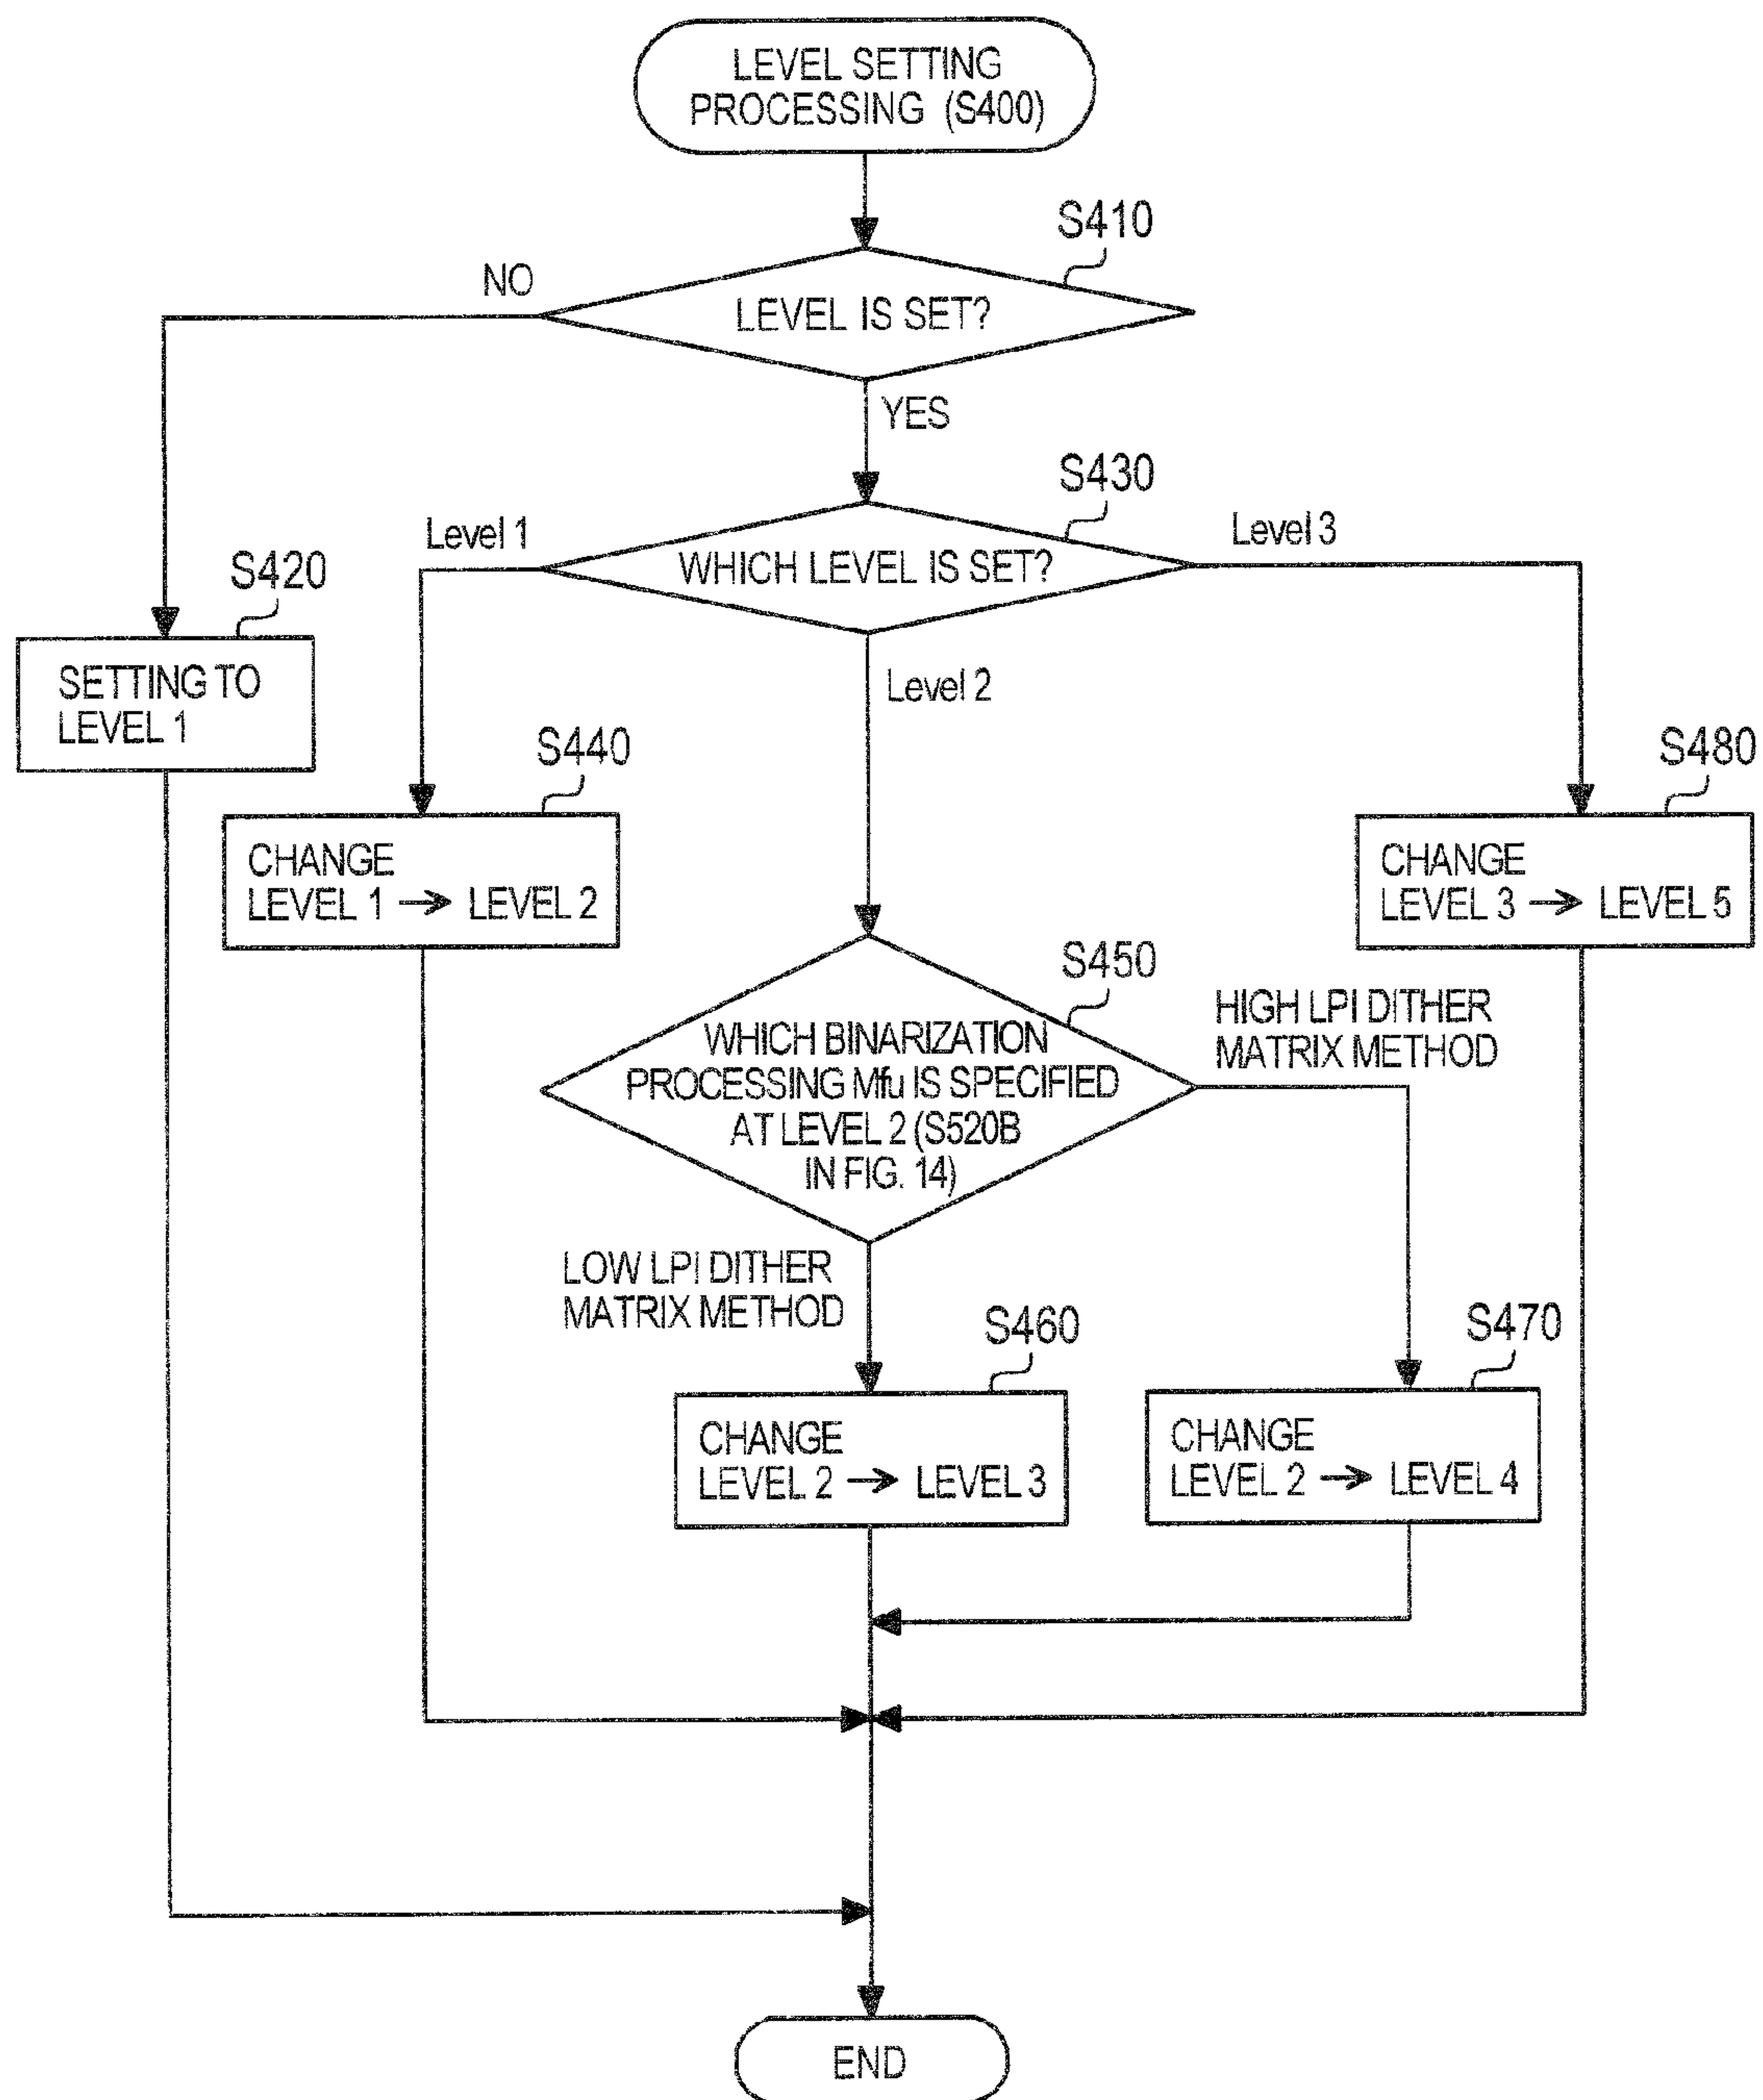 LEVEL SETTING
PROCESSING (S400)
S410
NO
LEVEL IS SET?
YES
S430
Level 1
Level 3
WHICH LEVEL IS SET?
S420
SETTING TO
LEVEL 1
Level 2
S440
S480
CHANGE
LEVEL 1 → LEVEL 2
CHANGE
LEVEL 3 → LEVEL 5
S450
HIGH LPI DITHER
MATRIX METHOD
WHICH BINARIZATION
PROCESSING Mfu IS SPECIFIED
AT LEVEL 2 (S520B
IN FIG. 14)
LOW LPI DITHER
MATRIX METHOD
S460
S470
CHANGE
LEVEL 2 → LEVEL 3
CHANGE
LEVEL 2 → LEVEL 4
END